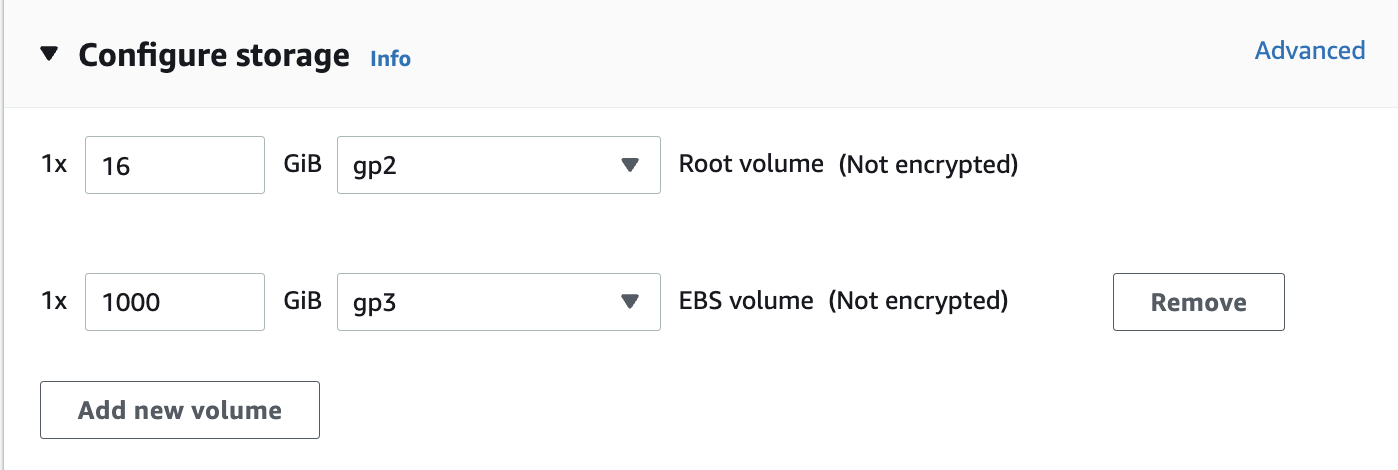 Configure storage Info Advanced
1x 16 GiB gp2 Root volume (Not encrypted)
1x 1000 GiB gp3 EBS volume (Not encrypted) Remove
Add new volume